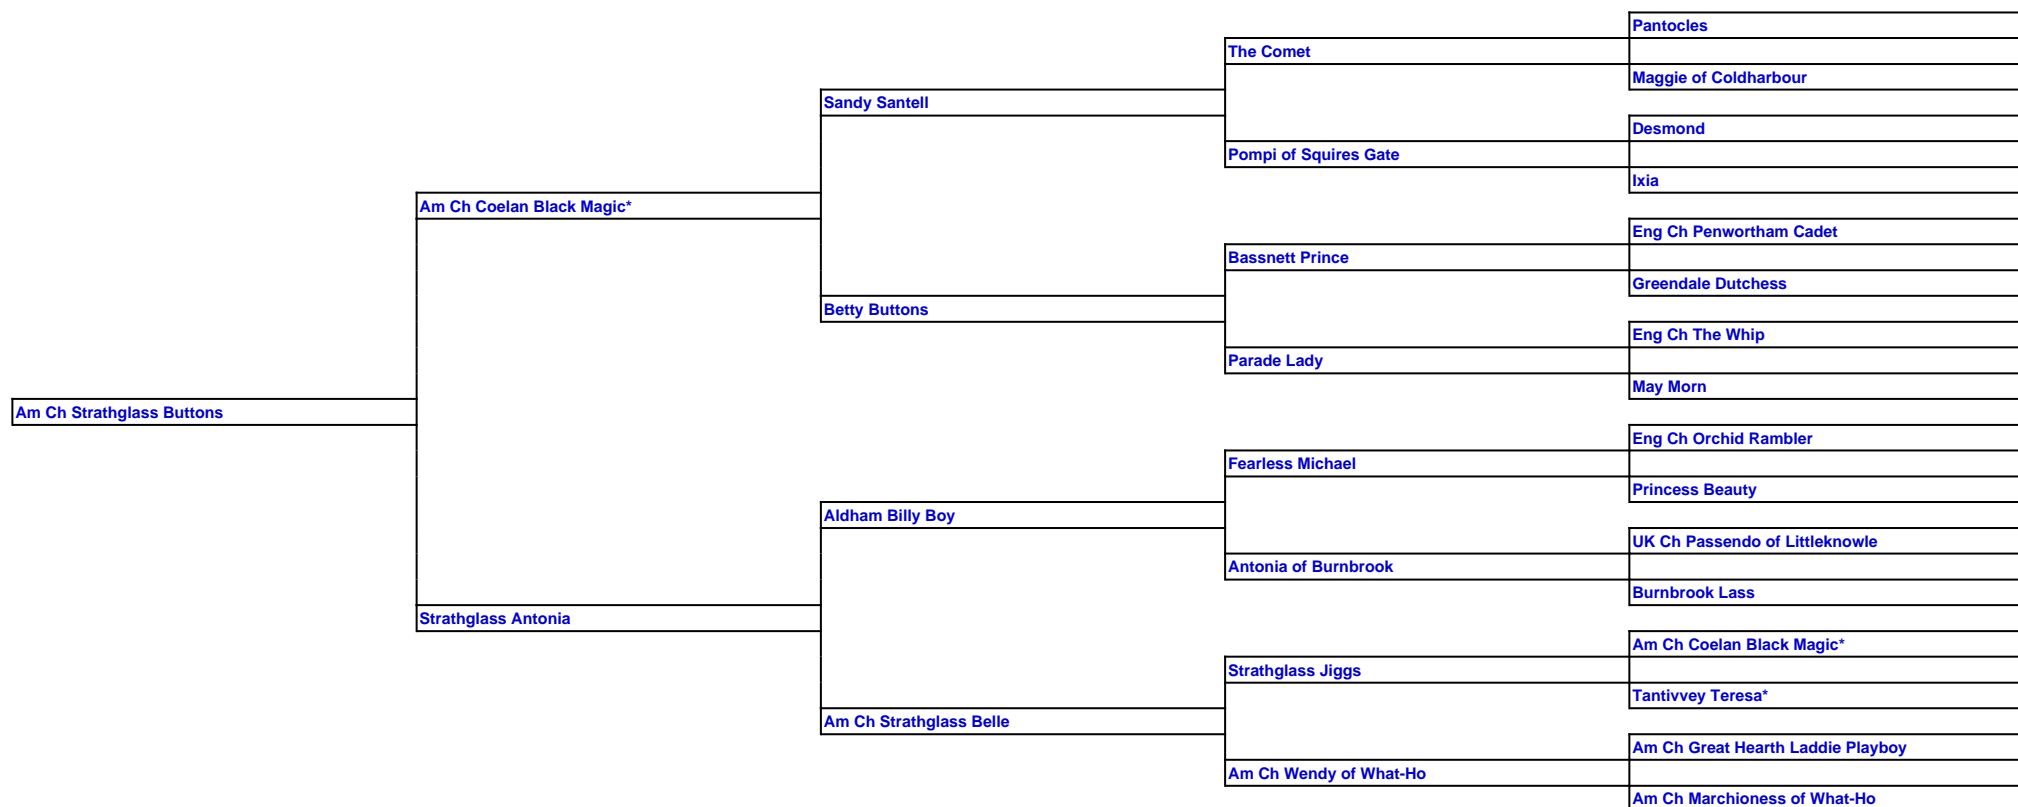 Pantocles
The Comet
Maggie of Coldharbour
Sandy Santell
Desmond
Pompi of Squires Gate
Ixia
Am Ch Coelan Black Magic*
Eng Ch Penwortham Cadet
Bassnett Prince
Greendale Dutchess
Betty Buttons
Eng Ch The Whip
Parade Lady
May Morn
Am Ch Strathglass Buttons
Eng Ch Orchid Rambler
Fearless Michael
Princess Beauty
Aldham Billy Boy
UK Ch Passendo of Littleknowle
Antonia of Burnbrook
Burnbrook Lass
Strathglass Antonia
Am Ch Coelan Black Magic*
Strathglass Jiggs
Tantivvey Teresa*
Am Ch Strathglass Belle
Am Ch Great Hearth Laddie Playboy
Am Ch Wendy of What-Ho
Am Ch Marchioness of What-Ho